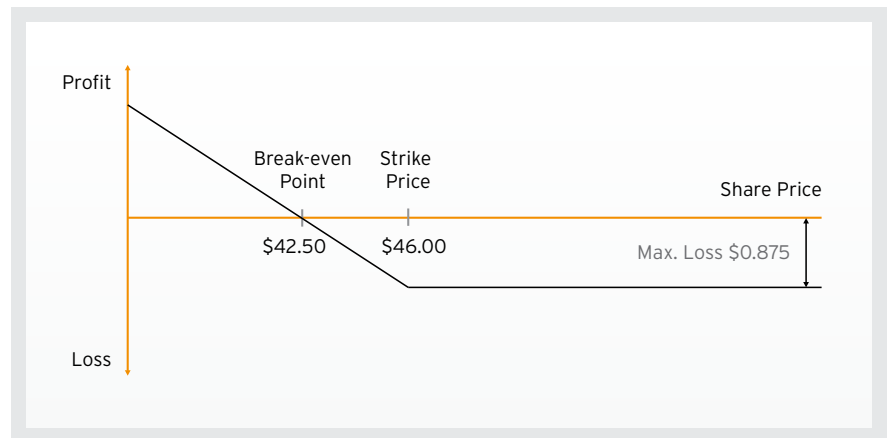 Profit
Break-even
Point
Strike
Price
Share Price
$42.50
$46.00
Max. Loss $0.875
Loss